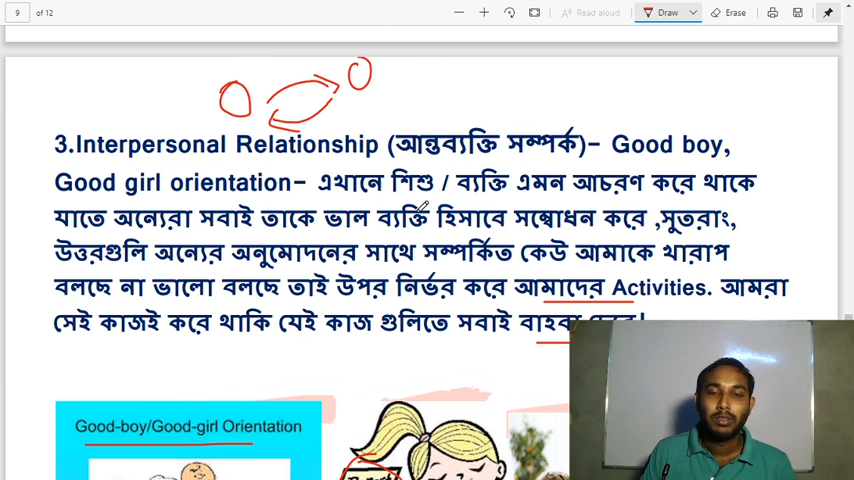 9 of 12
Read aloud
Draw
Erase
3.Interpersonal Relationship (আন্তব্যক্তি সম্পর্ক)- Good boy,
Good girl orientation- এখানে শিশু / ব্যক্তি এমন আচরণ করে থাকে
যাতে অন্যেরা সবাই তাকে ভাল ব্যক্তি হিসাবে সম্বোধন করে ,সুতরাং,
উত্তরগুলি অন্যের অনুমোদনের সাথে সম্পর্কিত কেউ আমাকে খারাপ
বলছে না ভালো বলছে তাই উপর নির্ভর করে আমাদের Activities. আমরা
সেই কাজই করে থাকি যেই কাজ গুলিতে সবাই
Good-boy/Good-girl Orientation